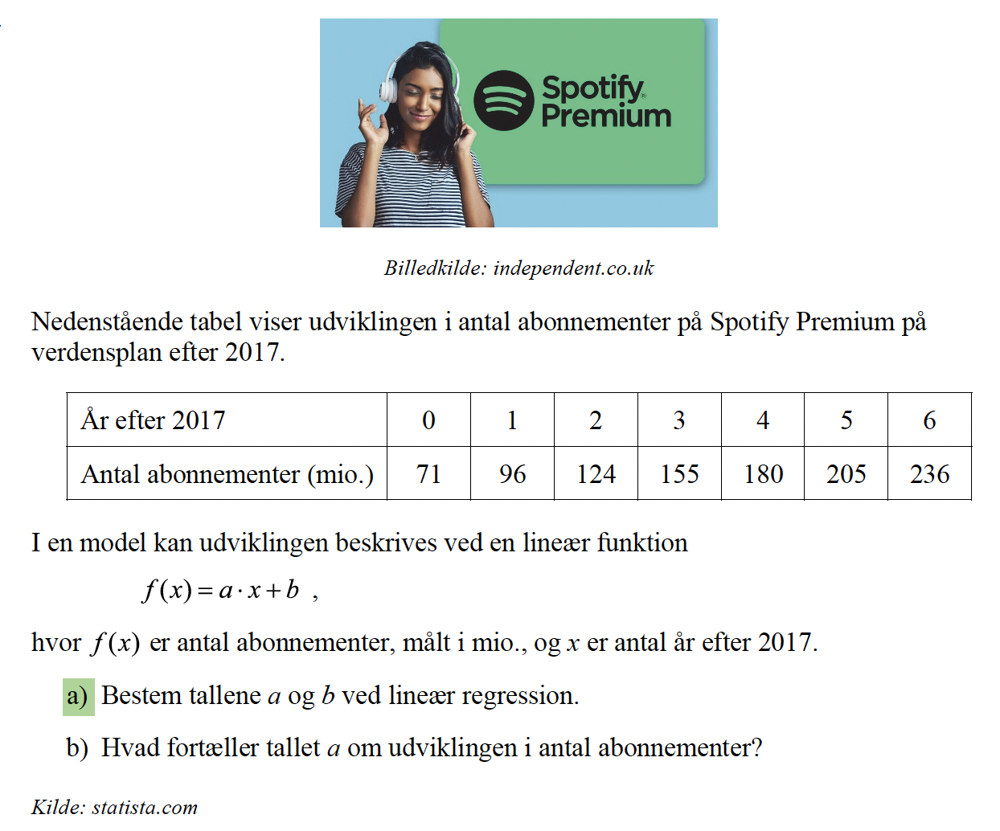 Spotify®
Premium
Billedkilde: independent.co.uk
Nedenstående tabel viser udviklingen i antal abonnementer på Spotify Premium på
verdensplan efter 2017.
År efter 2017 0 1 2 3 4 5 6
Antal abonnementer (mio.) 71 96 124 155 180 205 236
I en model kan udviklingen beskrives ved en lineær funktion
f(x) = a · x + b ,
hvor f(x) er antal abonnementer, målt i mio., og x er antal år efter 2017.
a) Bestem tallene a og b ved lineær regression.
b) Hvad fortæller tallet a om udviklingen i antal abonnementer?
Kilde: statista.com